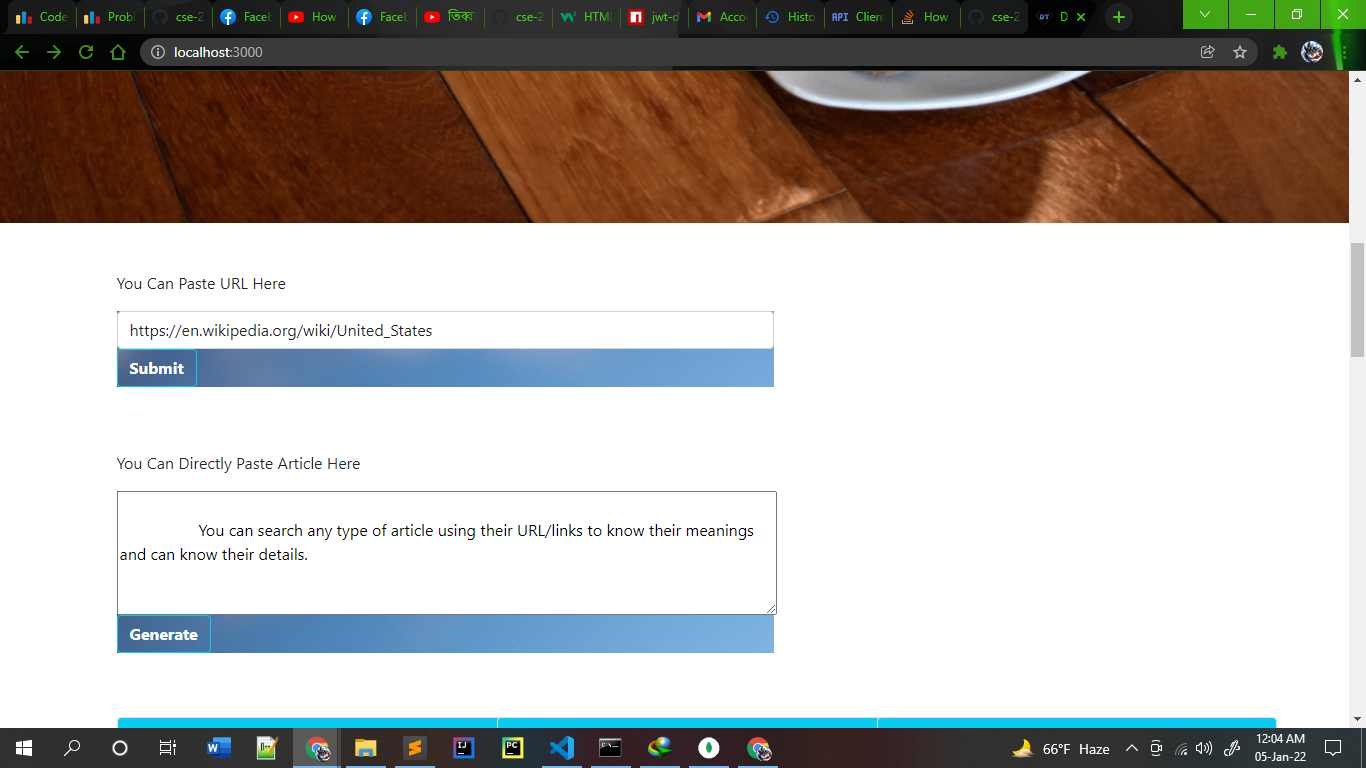 Code
Probl
cse-2
Faceb
How
Faceb
cse-2
HTMl
jwt-d
Acco
Histo
API Clien
How
cse-2
DT D
localhost:3000
You Can Paste URL Here
https://en.wikipedia.org/wiki/United_States
Submit
You Can Directly Paste Article Here
You can search any type of article using their URL/links to know their meanings
and can know their details.
Generate
66°F Haze
12:04 AM
05-Jan-22